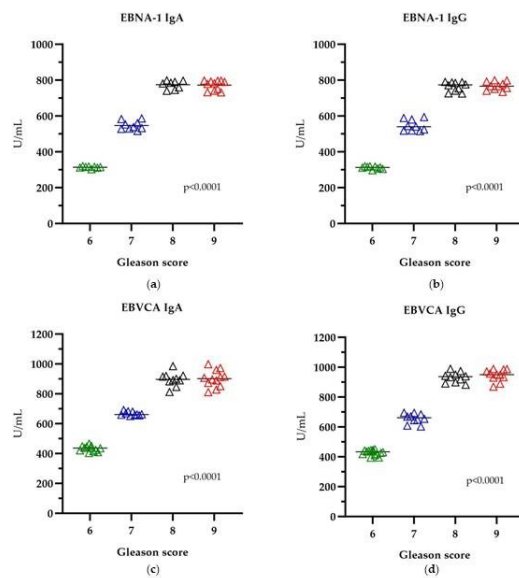 EBNA-1 IgA
1000
800
600
400
200
0
U/mL
p<0.0001
6 7 8 9
Gleason score
(a)
EBNA-1 IgG
1000
800
600
400
200
0
U/mL
p<0.0001
6 7 8 9
Gleason score
(b)
EBVCA IgA
1200
1000
800
600
400
200
0
U/mL
p<0.0001
6 7 8 9
Gleason score
(c)
EBVCA IgG
1200
1000
800
600
400
200
0
U/mL
p<0.0001
6 7 8 9
Gleason score
(d)